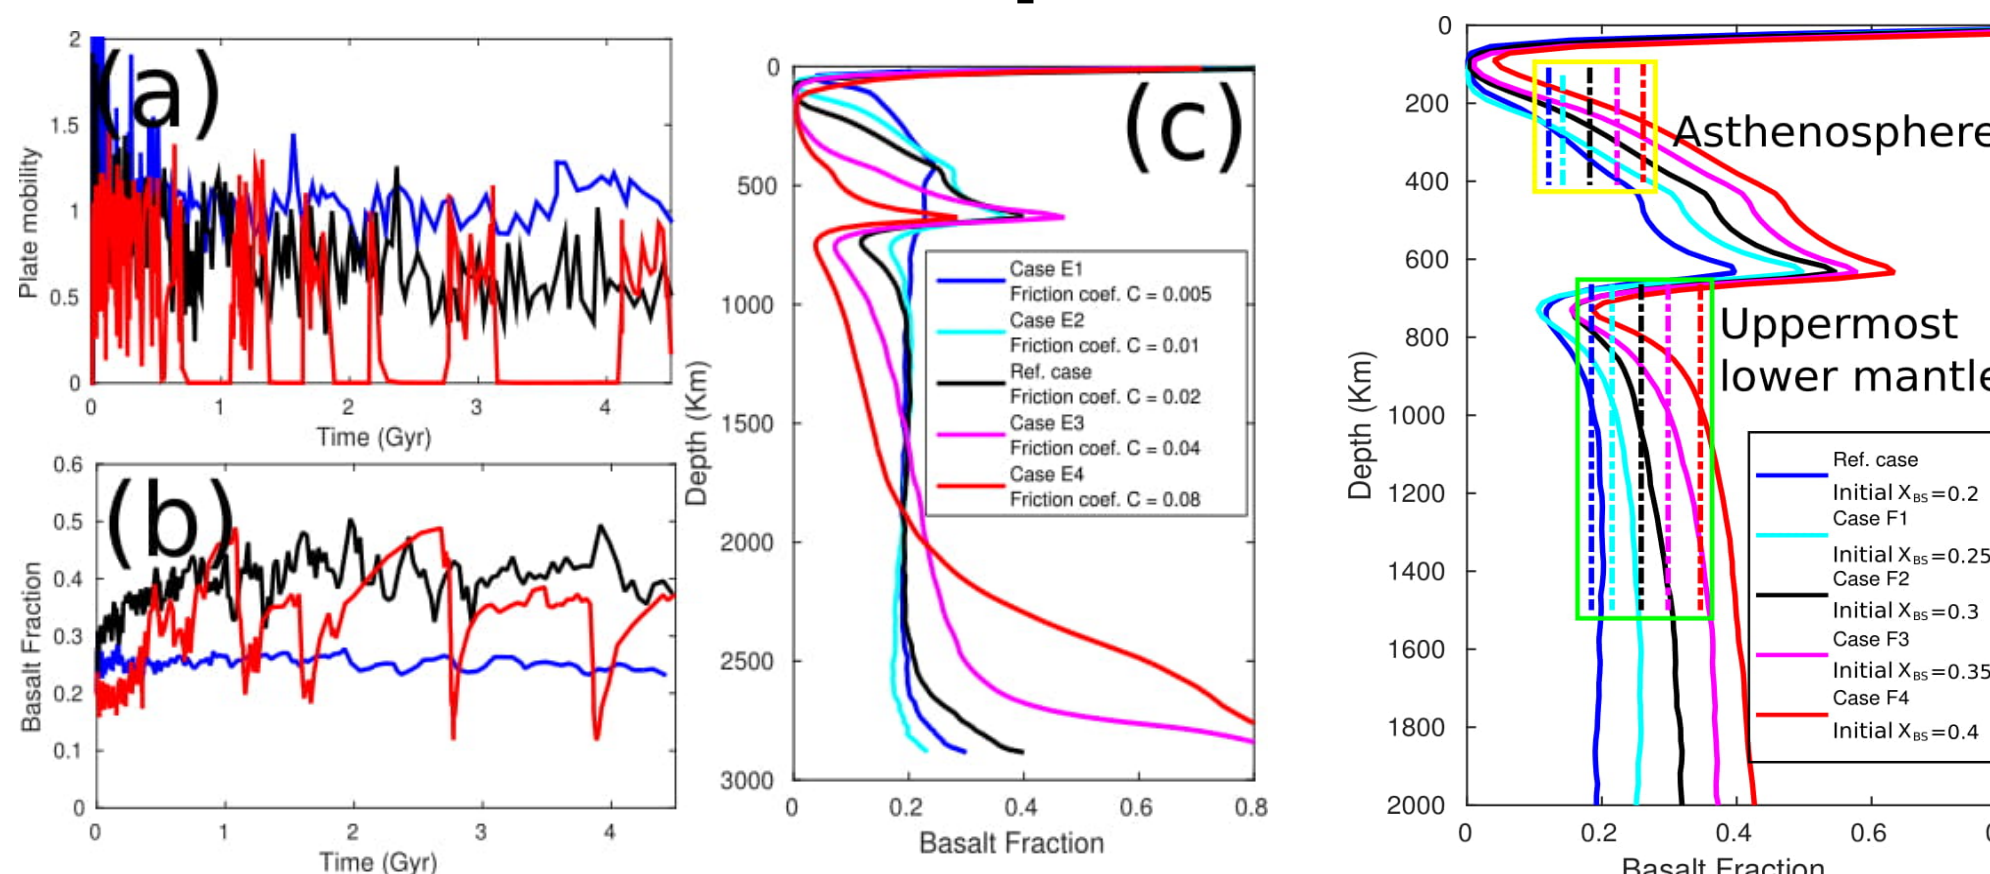 (a)
2
1.5
1
0.5
0
Plate mobility
0
1
2
3
4
Time (Gyr)
(b)
0.6
0.5
0.4
0.3
0.2
0.1
0
Basalt Fraction
0
1
2
3
4
Time (Gyr)
(c)
0
500
1000
1500
2000
2500
3000
Depth (Km)
Case E1
Friction coef. C = 0.005
Case E2
Friction coef. C = 0.01
Ref. case
Friction coef. C = 0.02
Case E3
Friction coef. C = 0.04
Case E4
Friction coef. C = 0.08
0
0.2
0.4
0.6
0.8
Basalt Fraction
0
200
400
600
800
1000
1200
1400
1600
1800
2000
Depth (Km)
Asthenosphere
Uppermost
lower mantle
Ref. case
Initial XBS=0.2
Case F1
Initial XBS=0.25
Case F2
Initial XBS=0.3
Case F3
Initial XBS=0.35
Case F4
Initial XBS=0.4
0
0.2
0.4
0.6
Basalt Fraction